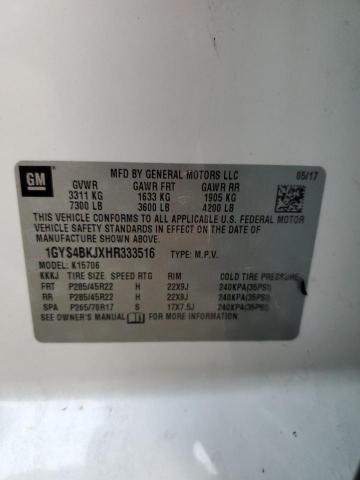 GM
MFD BY GENERAL MOTORS LLC 05/17
GVWR GAWR FRT GAWR RR
3311 KG 1633 KG 1905 KG
7300 LB 3600 LB 4200 LB
THIS VEHICLE CONFORMS TO ALL APPLICABLE U.S. FEDERAL MOTOR
VEHICLE SAFETY STANDARDS IN EFFECT ON THE DATE OF
MANUFACTURE SHOWN ABOVE.
1GYS4BKJXHR333516 TYPE: M.P.V.
MODEL: K15706
KKKJ TIRE SIZE SPEED RTG RIM COLD TIRE PRESSURE
FRT P285/45R22 H 22X9J 240KPA(35PSI)
RR P285/45R22 H 22X9J 240KPA(35PSI)
SPA P265/70R17 S 17X7.5J 240KPA(35PSI)
SEE OWNER'S MANUAL FOR MORE INFORMATION.